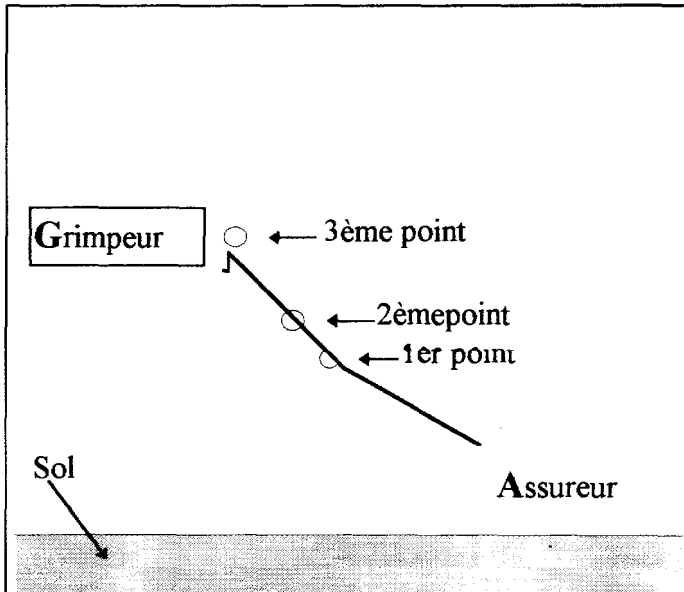 Grimpeur
3ème point
2èmepoint
1er point
Sol
Assureur